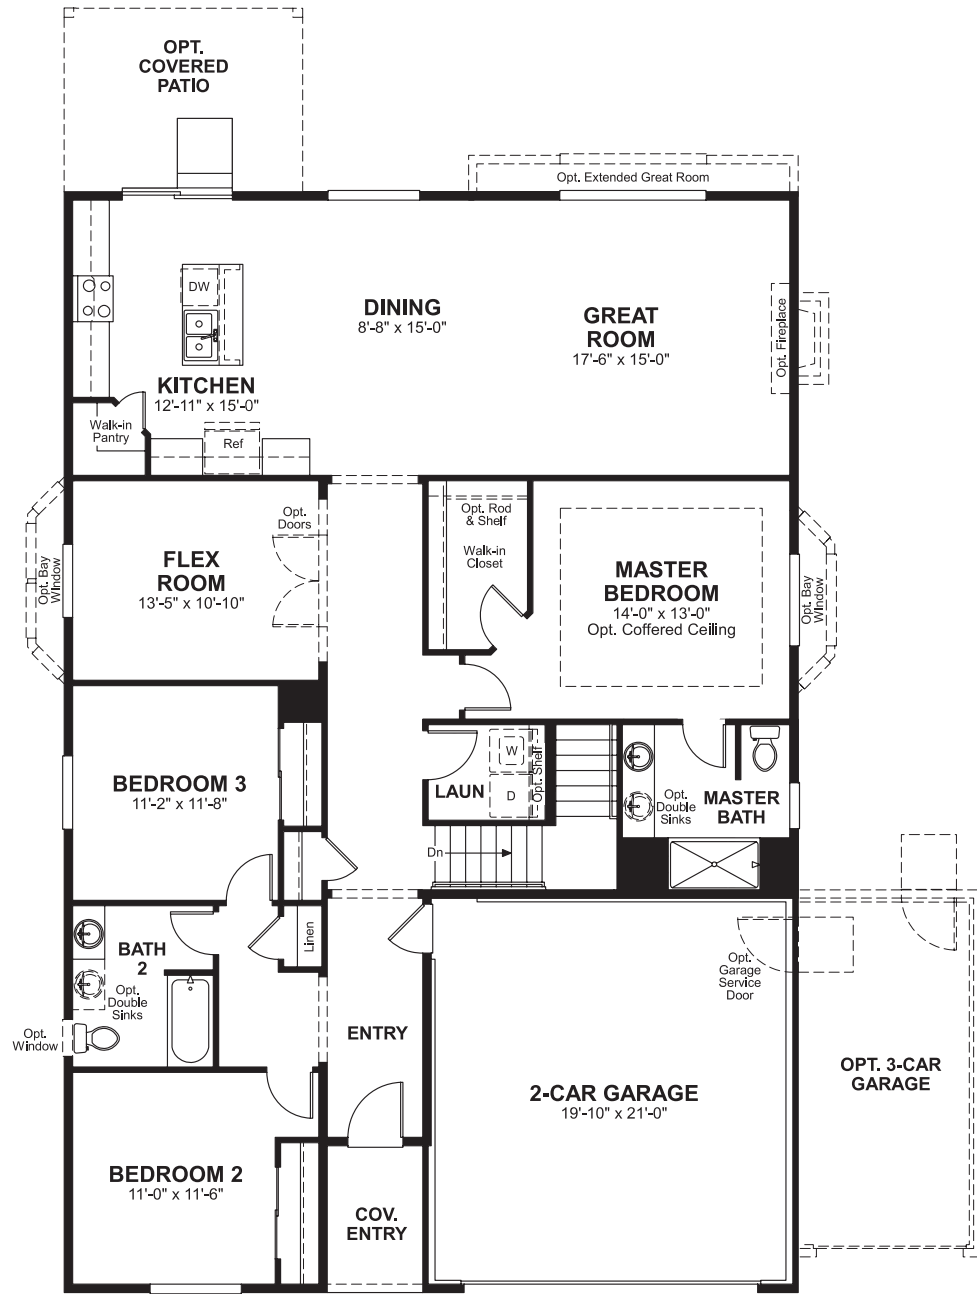 OPT.
COVERED
PATIO
Opt. Extended Great Room
DW
DINING
8'-8" x 15'-0"
GREAT
ROOM
17'-6" x 15'-0"
Opt. Fireplace
KITCHEN
12'-11" x 15'-0"
Walk-in
Pantry
Ref
Opt. Bay
Window
FLEX
ROOM
13'-5" x 10'-10"
Opt.
Doors
Opt. Rod
& Shelf
Walk-in
Closet
MASTER
BEDROOM
14'-0" x 13'-0"
Opt. Coffered Ceiling
Opt. Bay
Window
BEDROOM 3
11'-2" x 11'-8"
LAUN
W
D
Opt. Shelf
Opt.
Double
Sinks
MASTER
BATH
Dn
Linen
BATH
2
Opt.
Double
Sinks
Opt.
Window
ENTRY
Opt.
Garage
Service
Door
2-CAR GARAGE
19'-10" x 21'-0"
OPT. 3-CAR
GARAGE
BEDROOM 2
11'-0" x 11'-6"
COV.
ENTRY